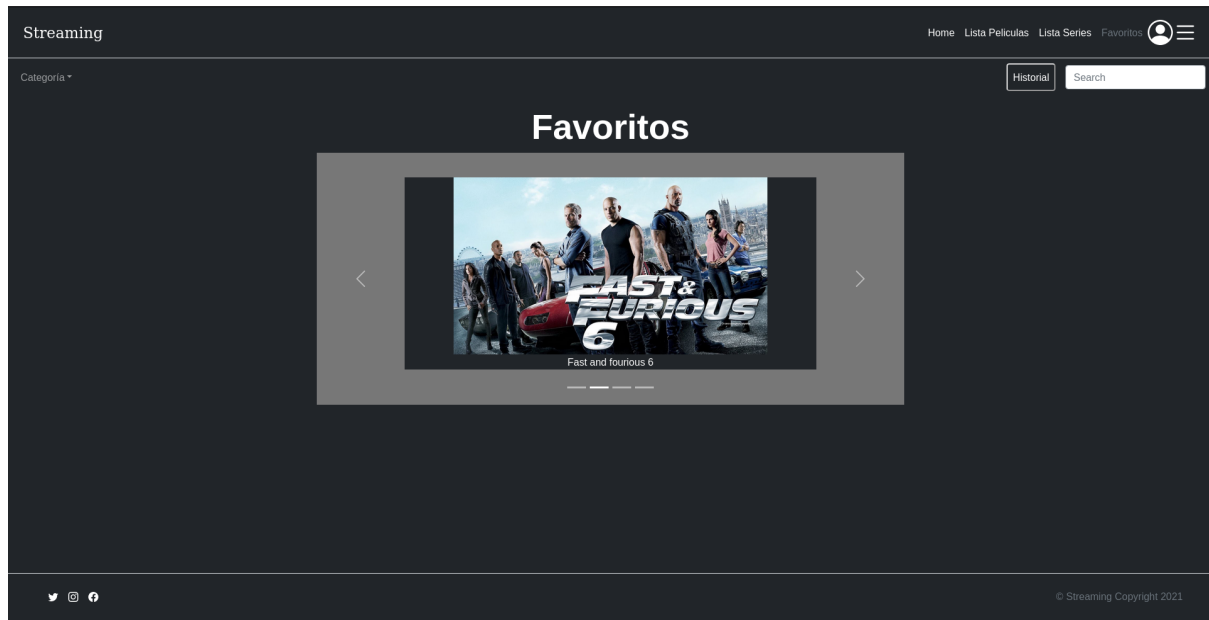 Streaming
Home Lista Peliculas Lista Series Favoritos
Categoría
Historial Search
Favoritos
FAST &
FURIOUS
6
Fast and fourious 6
© Streaming Copyright 2021